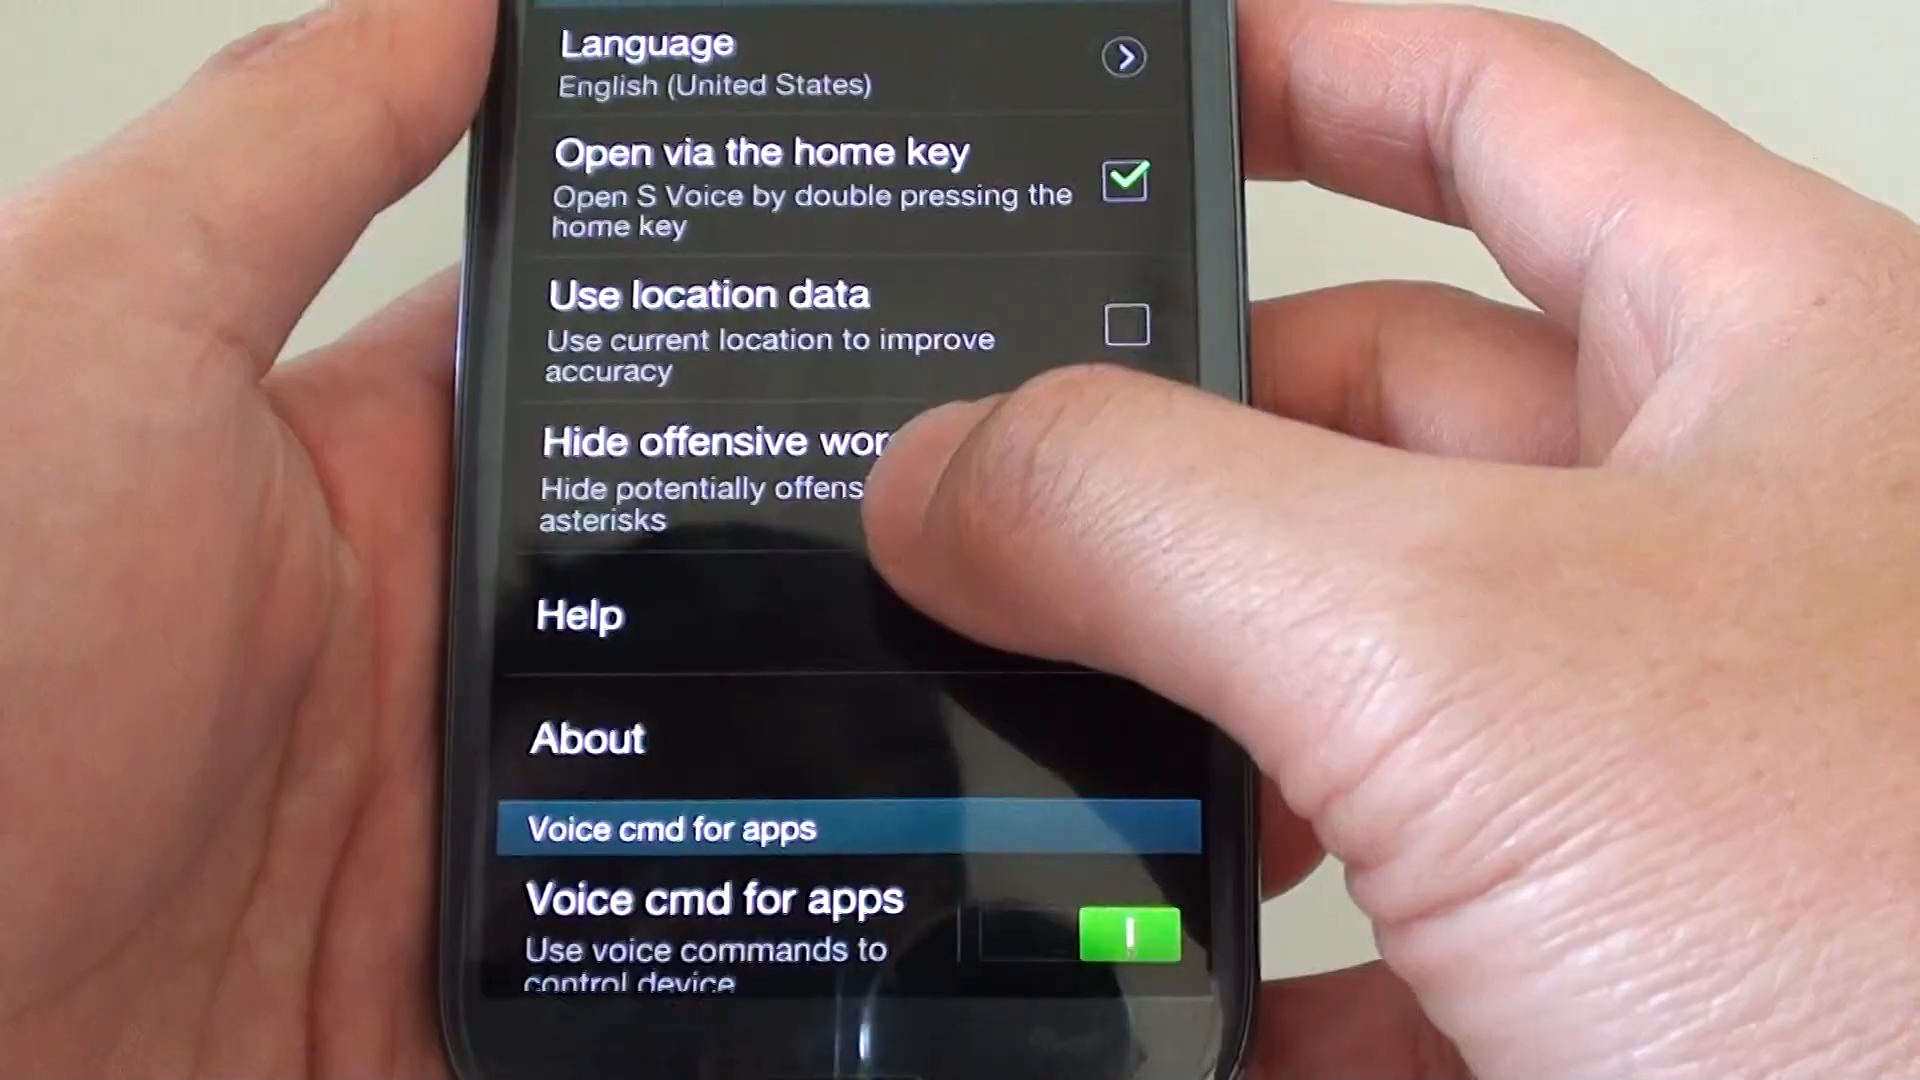 Language
English (United States)
Open via the home key
Open S Voice by double pressing the
home key
Use location data
Use current location to improve
accuracy
Hide offensive
Hide potentially
asterisks
Help
About
Voice cmd for apps
Voice cmd for apps
Use voice commands to
control device